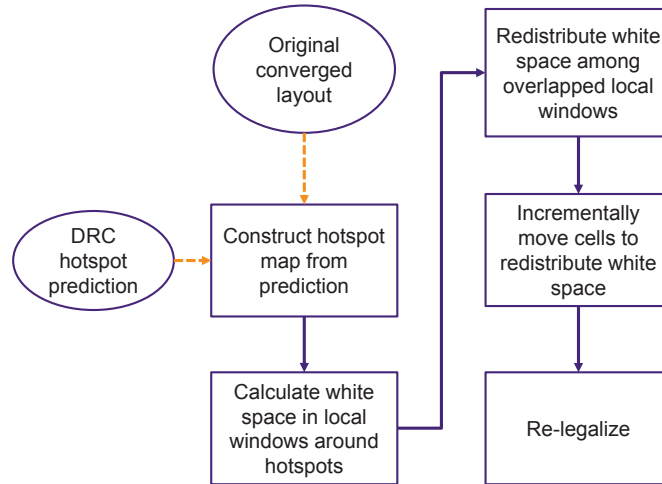 Original
converged
layout
DRC
hotspot
prediction
Construct hotspot
map from
prediction
Calculate white
space in local
windows around
hotspots
Redistribute white
space among
overlapped local
windows
Incrementally
move cells to
redistribute white
space
Re-legalize